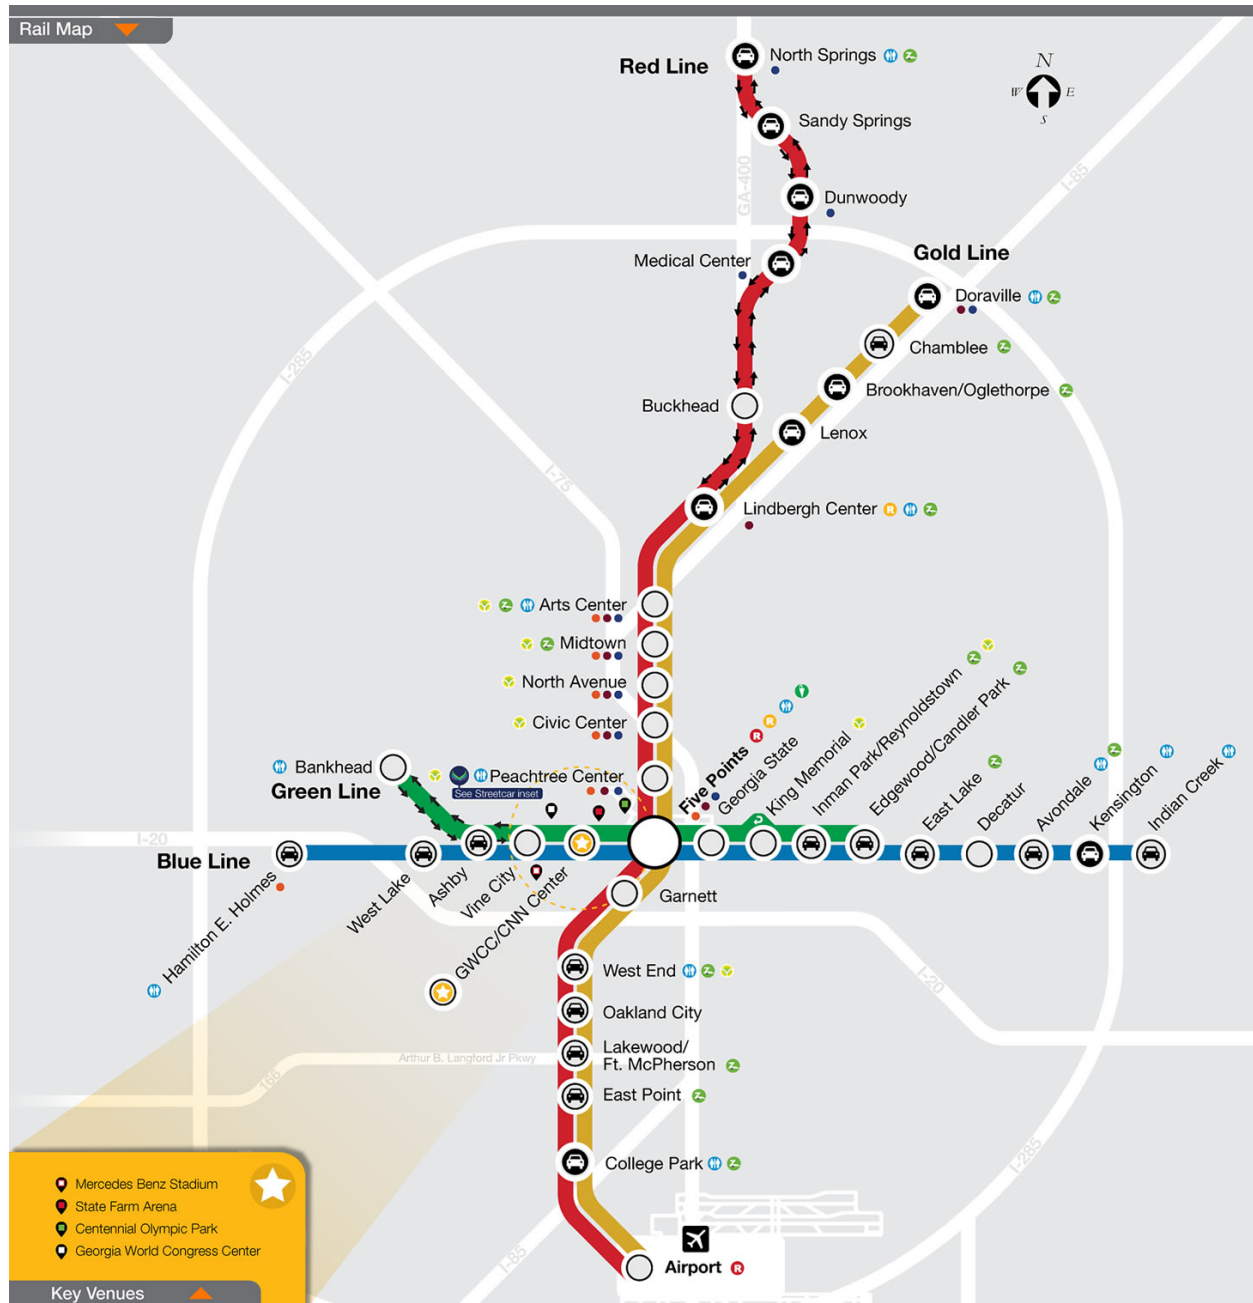 Rail Map
Red Line
North Springs
N
W
E
S
Sandy Springs
GA-400
I-85
Dunwoody
Gold Line
Medical Center
Doraville
Chamblee
I-285
Brookhaven/Oglethorpe
Buckhead
Lenox
I-75
Lindbergh Center
R
Arts Center
Midtown
North Avenue
Civic Center
Bankhead
Green Line
Peachtree Center
See Streetcar inset
Five Points
R
R
Georgia State
King Memorial
Inman Park/Reynoldstown
Edgewood/Candler Park
East Lake
Decatur
Avondale
Kensington
Indian Creek
I-20
Blue Line
Hamilton E. Holmes
West Lake
Ashby
Vine City
GWCC/CNN Center
Garnett
West End
I-20
Oakland City
Lakewood/
Ft. McPherson
Arthur B. Langford Jr Pkwy
166
East Point
College Park
I-285
I-85
Airport
R
Mercedes Benz Stadium
State Farm Arena
Centennial Olympic Park
Georgia World Congress Center
Key Venues